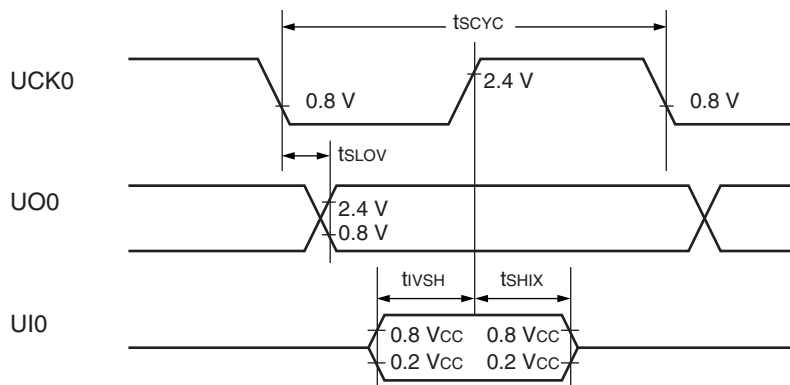 tSCYC
UCK0
0.8 V
2.4 V
0.8 V
tSLOV
UO0
2.4 V
0.8 V
tIVSH
tSHIX
UI0
0.8 VCC
0.8 VCC
0.2 VCC
0.2 VCC